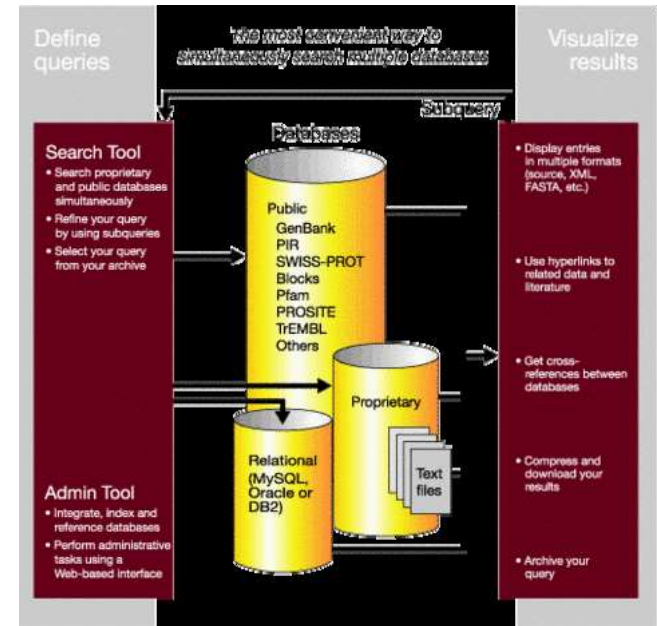 Define
queries
The most convenient way to
simultaneously search multiple databases
Visualize
results
Subquery
Databases
Search Tool
• Search proprietary
and public databases
simultaneously
• Refine your query
by using subqueries
• Select your query
from your archive
Admin Tool
• Integrate, index and
reference databases
• Perform administrative
tasks using a
Web-based interface
Public
GenBank
PIR
SWISS-PROT
Blocks
Pfam
PROSITE
TrEMBL
Others
Proprietary
Text
files
Relational
(MySQL,
Oracle or
DB2)
• Display entries
in multiple formats
(source, XML,
FASTA, etc.)
• Use hyperlinks to
related data and
literature
• Get cross-
references between
databases
• Compress and
download your
results
• Archive your
query